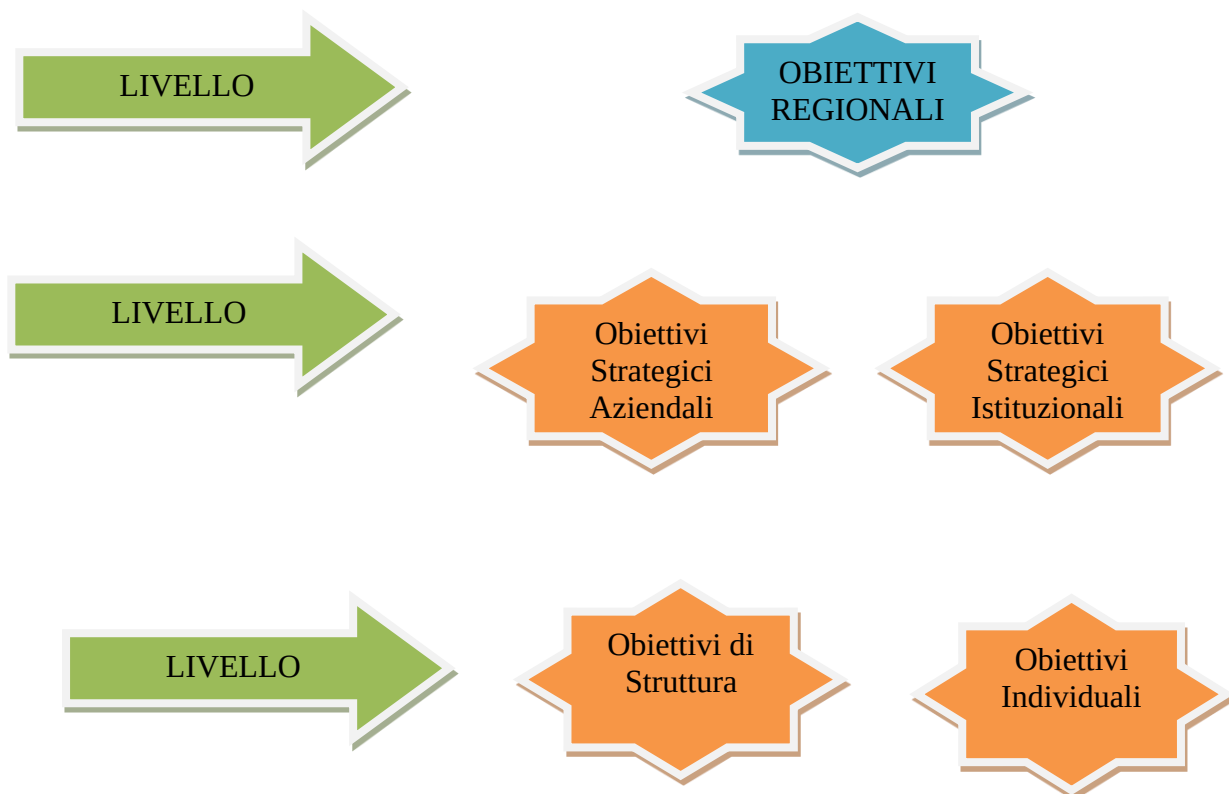 LIVELLO
OBIETTIVI
REGIONALI
LIVELLO
Obiettivi
Strategici
Aziendali
Obiettivi
Strategici
Istituzionali
LIVELLO
Obiettivi di
Struttura
Obiettivi
Individuali